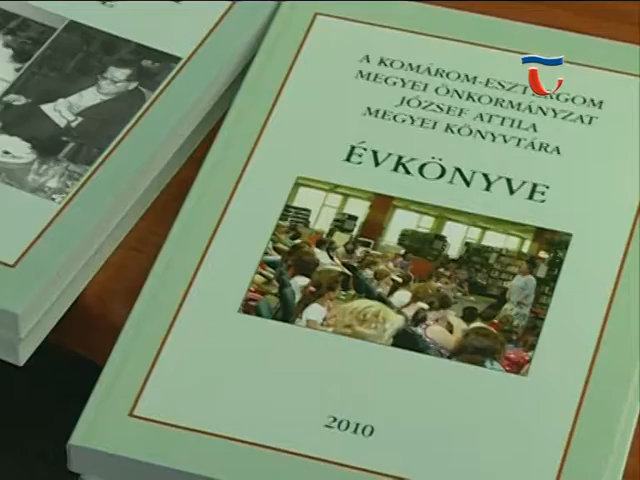 A KOMÁROM-ESZTERGOM
MEGYEI ÖNKORMÁNYZAT
JÓZSEF ATTILA
MEGYEI KÖNYVTÁRA
ÉVKÖNYVE
2010